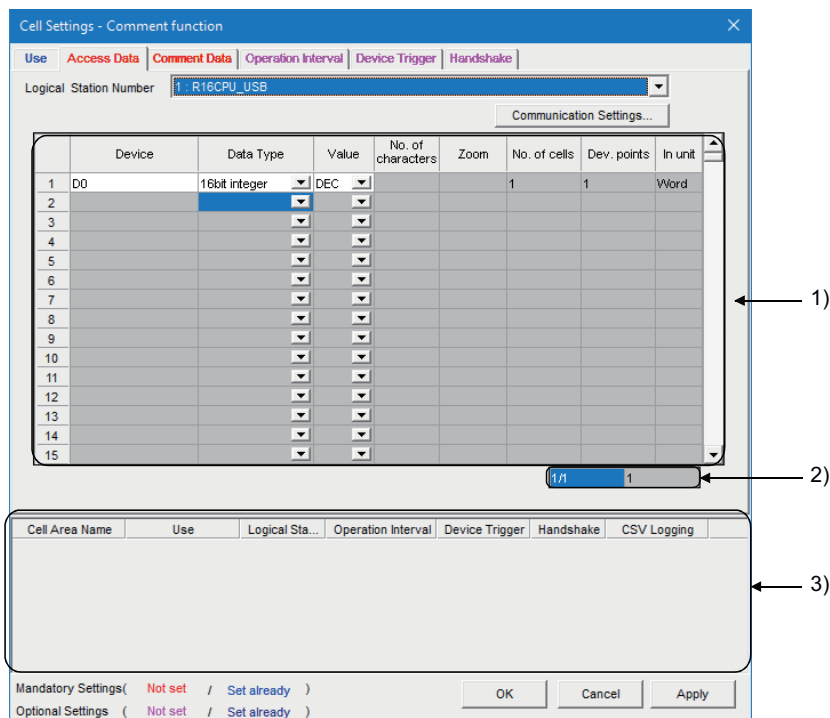 Cell Settings - Comment function
Use Access Data Comment Data Operation Interval Device Trigger Handshake
Logical Station Number 1 : R16CPU_USB
Communication Settings...
Device Data Type Value No. of characters Zoom No. of cells Dev. points In unit
1 D0 16bit integer DEC 1 1 Word
2
3
4
5
6
7
8
9
10
11
12
13
14
15
1)
1/1 1
2)
Cell Area Name Use Logical Sta... Operation Interval Device Trigger Handshake CSV Logging
3)
Mandatory Settings( Not set / Set already )
OK Cancel Apply
Optional Settings ( Not set / Set already )